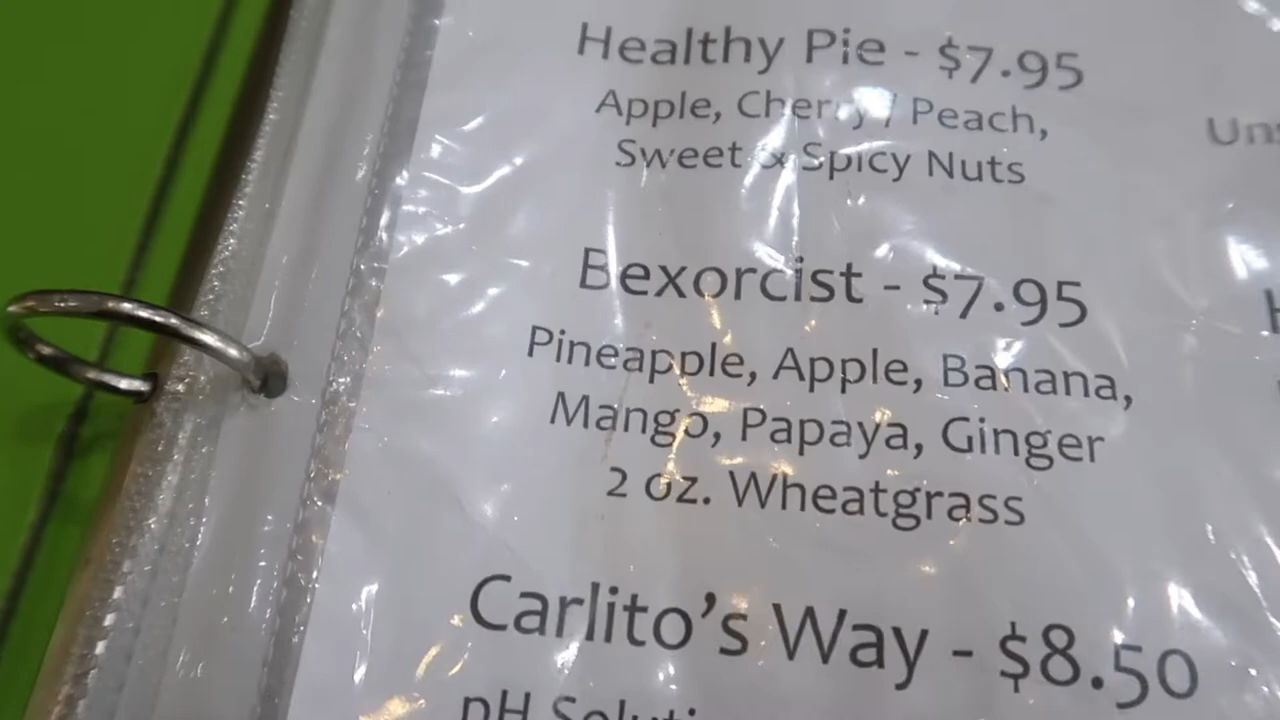 Healthy Pie - $7.95
Apple, Cherry / Peach,
Sweet & Spicy Nuts
Bexorcist - $7.95
Pineapple, Apple, Banana,
Mango, Papaya, Ginger
2 oz. Wheatgrass
Carlito's Way - $8.50
pH